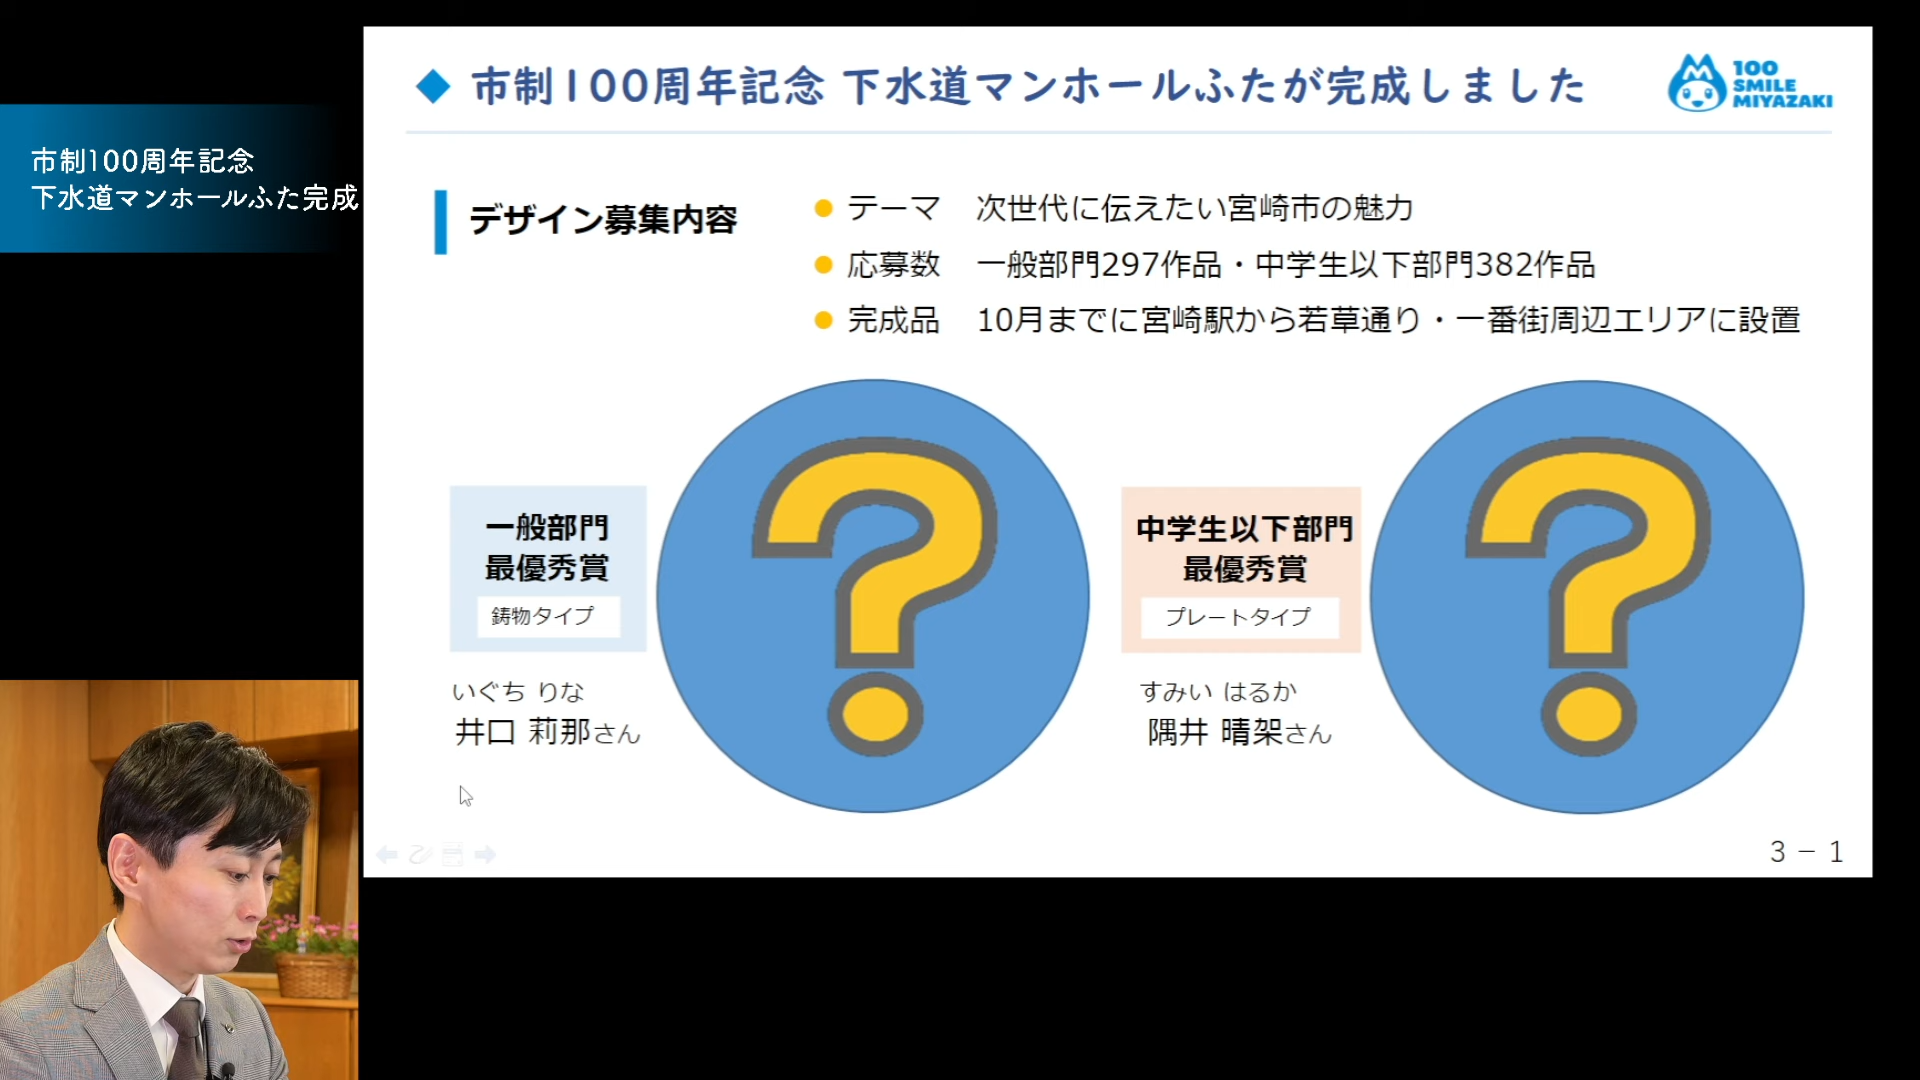 市制100周年記念
下水道マンホールふた完成
◆ 市制100周年記念 下水道マンホールふたが完成しました
100
SMILE
MIYAZAKI
デザイン募集内容
● テーマ 次世代に伝えたい宮崎市の魅力
● 応募数 一般部門297作品・中学生以下部門382作品
● 完成品 10月までに宮崎駅から若草通り・一番街周辺エリアに設置
一般部門
最優秀賞
鋳物タイプ
いぐち りな
井口 莉那さん
?
中学生以下部門
最優秀賞
プレートタイプ
すみい はるか
隅井 晴架さん
?
3 － 1